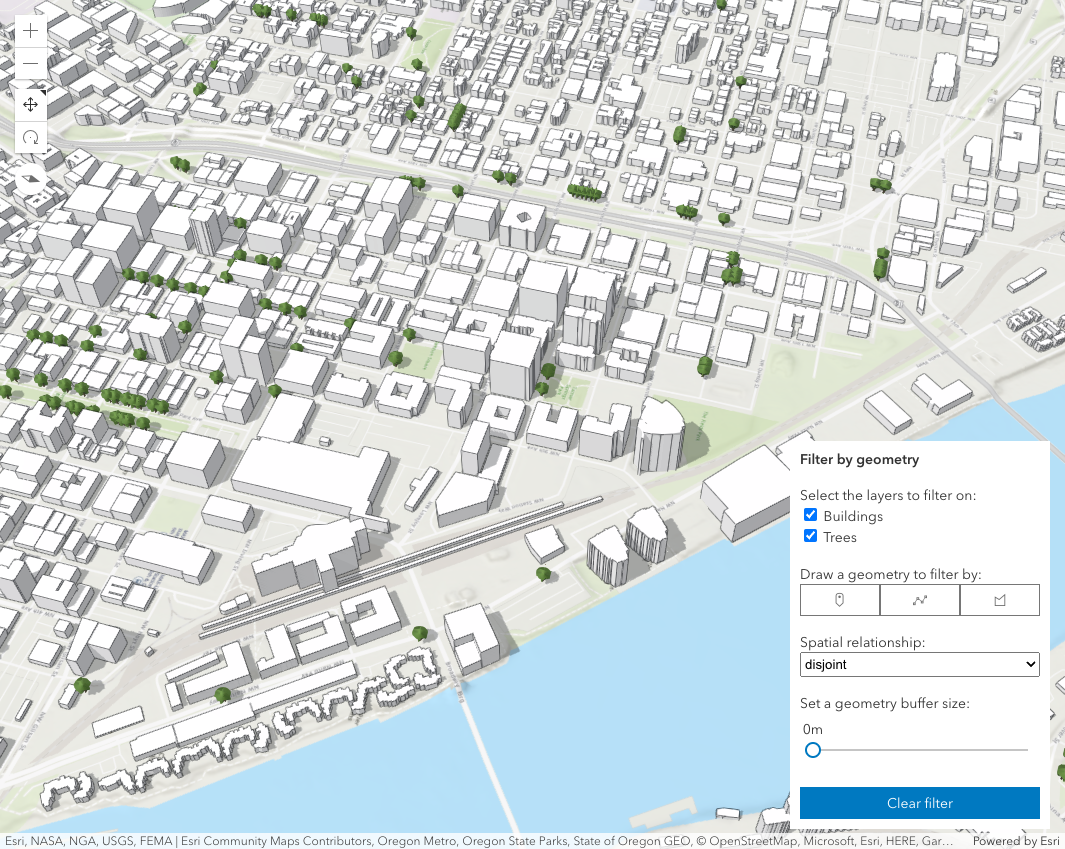 Filter by geometry
Select the layers to filter on:
Buildings
Trees
Draw a geometry to filter by:
Spatial relationship:
disjoint
Set a geometry buffer size:
0m
Clear filter
Esri, NASA, NGA, USGS, FEMA | Esri Community Maps Contributors, Oregon Metro, Oregon State Parks, State of Oregon GEO, © OpenStreetMap, Microsoft, Esri, HERE, Gar…
Powered by Esri